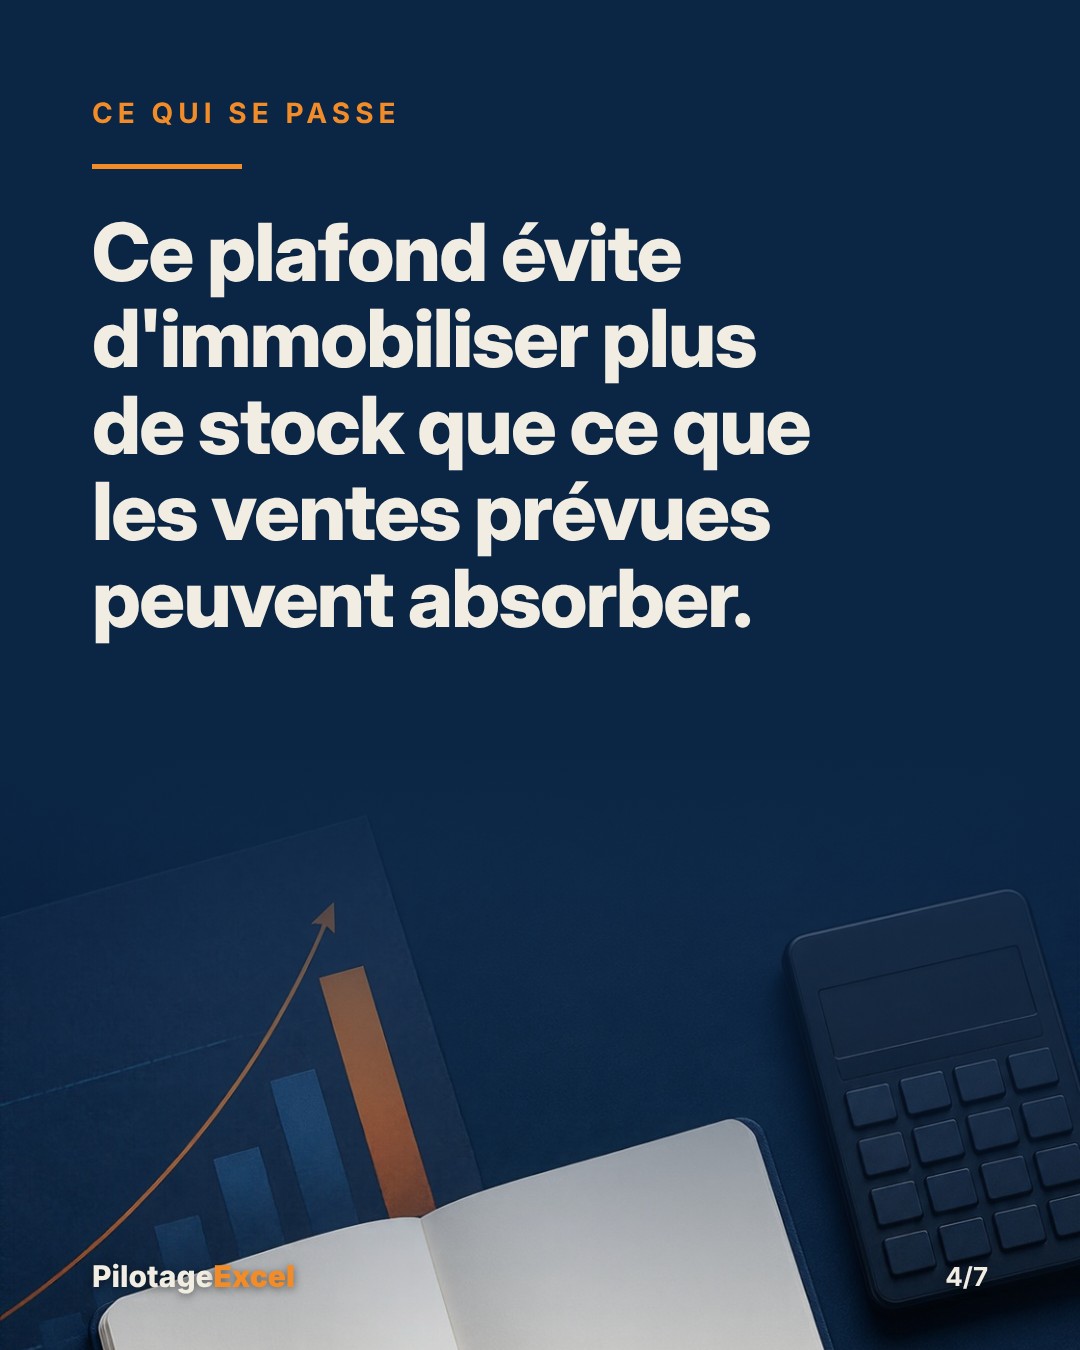 CE QUI SE PASSE
Ce plafond évite
d'immobiliser plus
de stock que ce que
les ventes prévues
peuvent absorber.
PilotageExcel
4/7